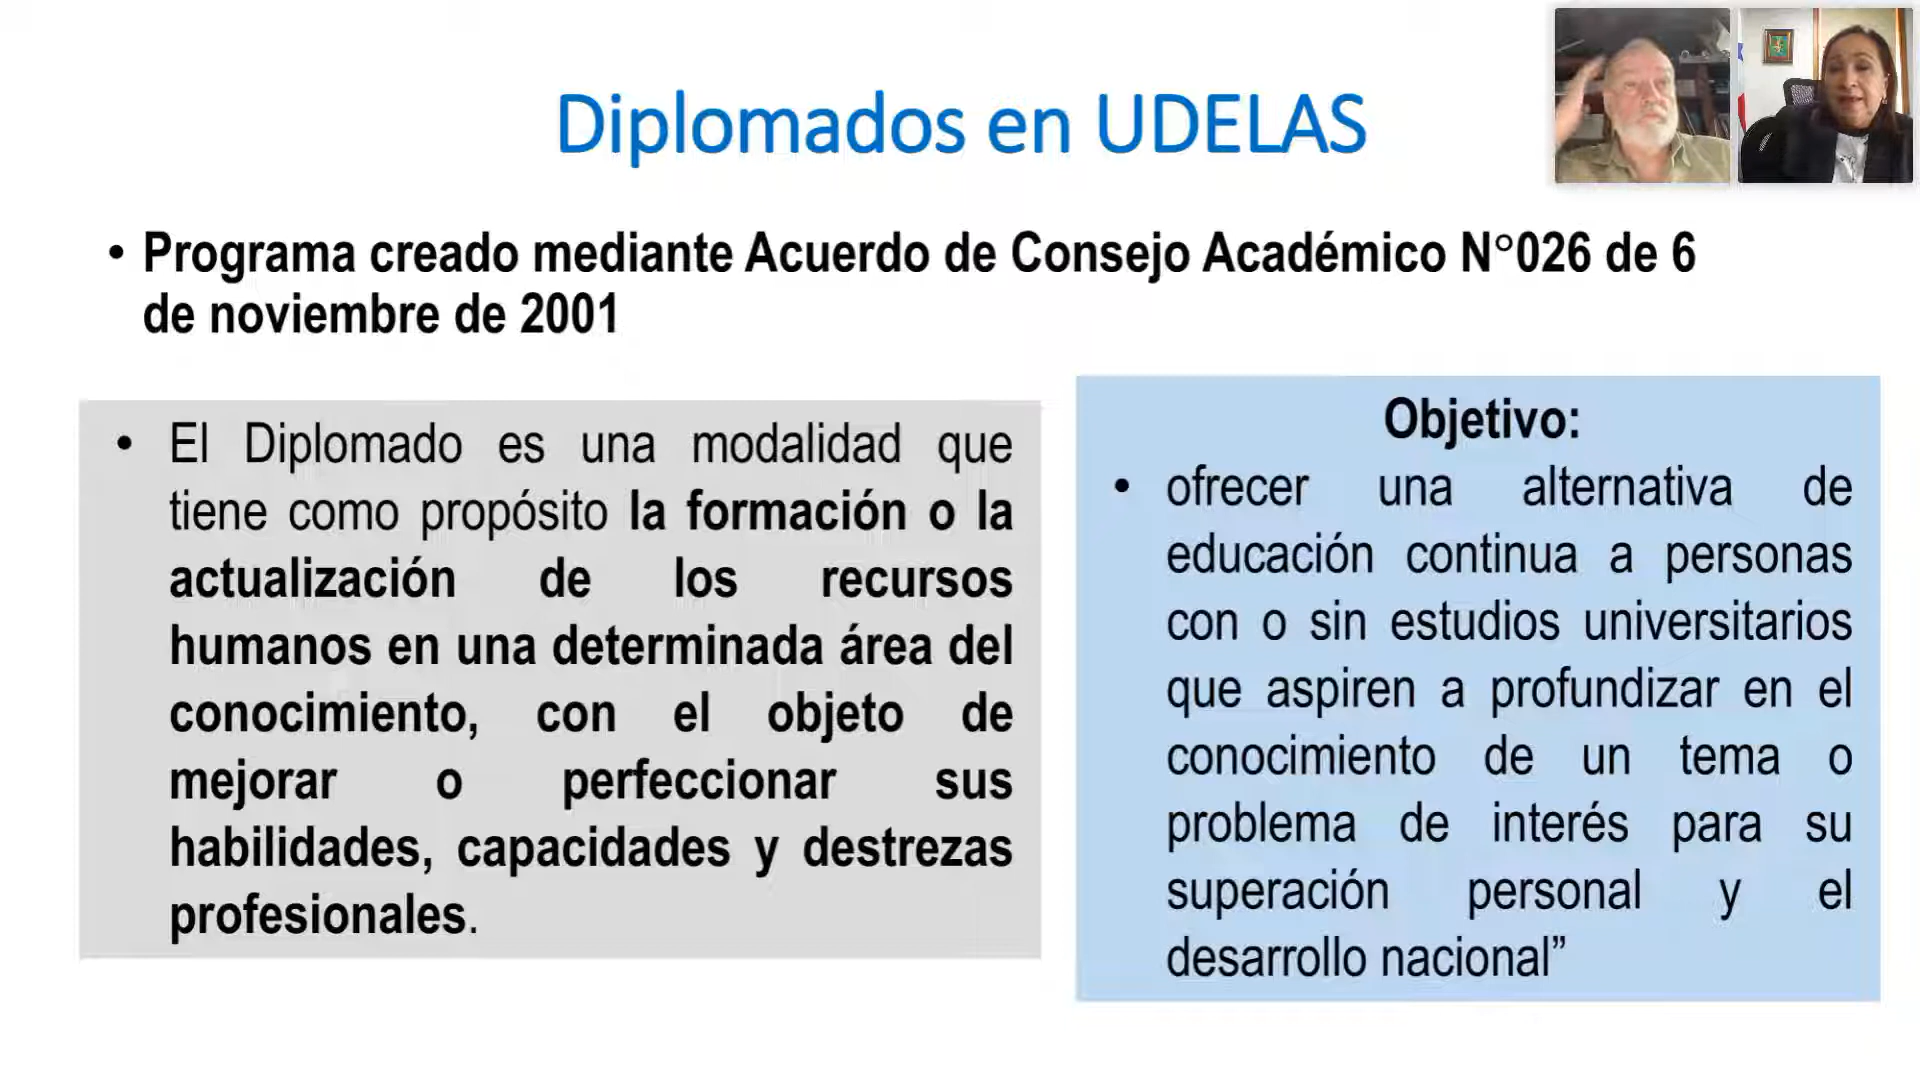 Diplomados en UDELAS
• Programa creado mediante Acuerdo de Consejo Académico N°026 de 6
de noviembre de 2001
• El Diplomado es una modalidad que
tiene como propósito la formación o la
actualización de los recursos
humanos en una determinada área del
conocimiento, con el objeto de
mejorar o perfeccionar sus
habilidades, capacidades y destrezas
profesionales.
Objetivo:
• ofrecer una alternativa de
educación continua a personas
con o sin estudios universitarios
que aspiren a profundizar en el
conocimiento de un tema o
problema de interés para su
superación personal y el
desarrollo nacional”